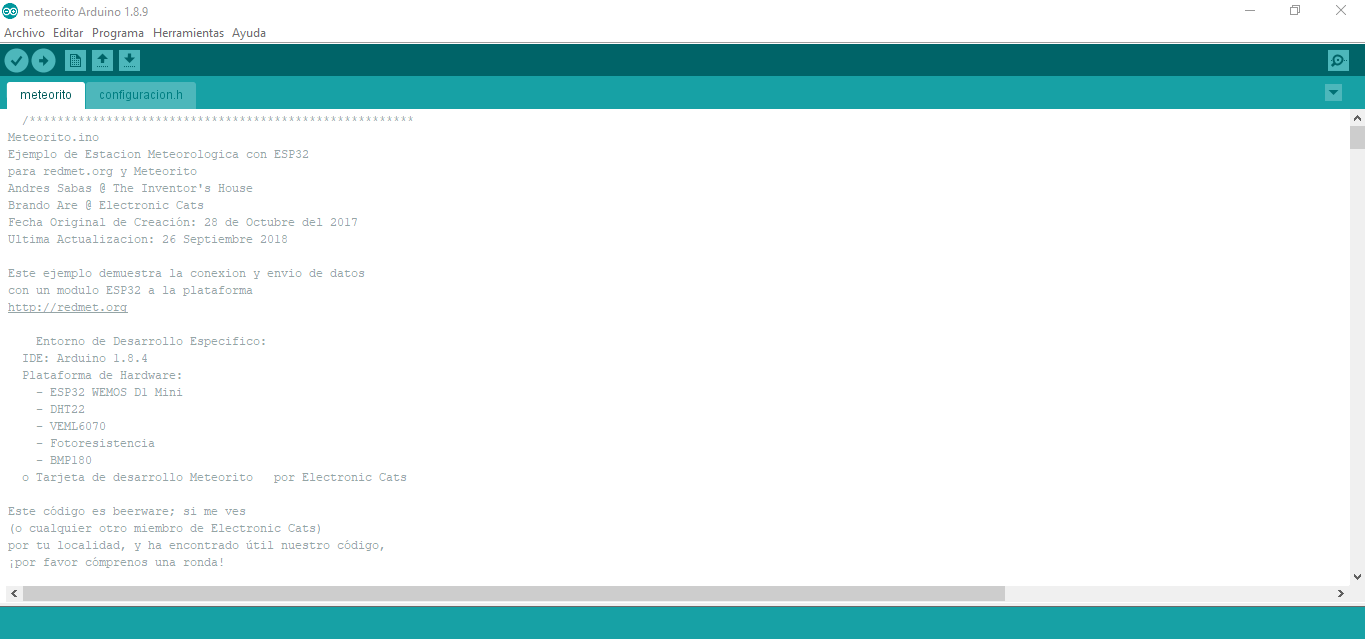 meteorito Arduino 1.8.9
Archivo Editar Programa Herramientas Ayuda
meteorito configuracion.h
/*******************************************************
Meteorito.ino
Ejemplo de Estacion Meteorologica con ESP32
para redmet.org y Meteorito
Andres Sabas @ The Inventor's House
Brando Are @ Electronic Cats
Fecha Original de Creación: 28 de Octubre del 2017
Ultima Actualizacion: 26 Septiembre 2018
Este ejemplo demuestra la conexion y envio de datos
con un modulo ESP32 a la plataforma
http://redmet.org
Entorno de Desarrollo Especifico:
IDE: Arduino 1.8.4
Plataforma de Hardware:
- ESP32 WEMOS D1 Mini
- DHT22
- VEML6070
- Fotoresistencia
- BMP180
o Tarjeta de desarrollo Meteorito   por Electronic Cats
Este código es beerware; si me ves
(o cualquier otro miembro de Electronic Cats)
por tu localidad, y ha encontrado útil nuestro código,
¡por favor cómprenos una ronda!